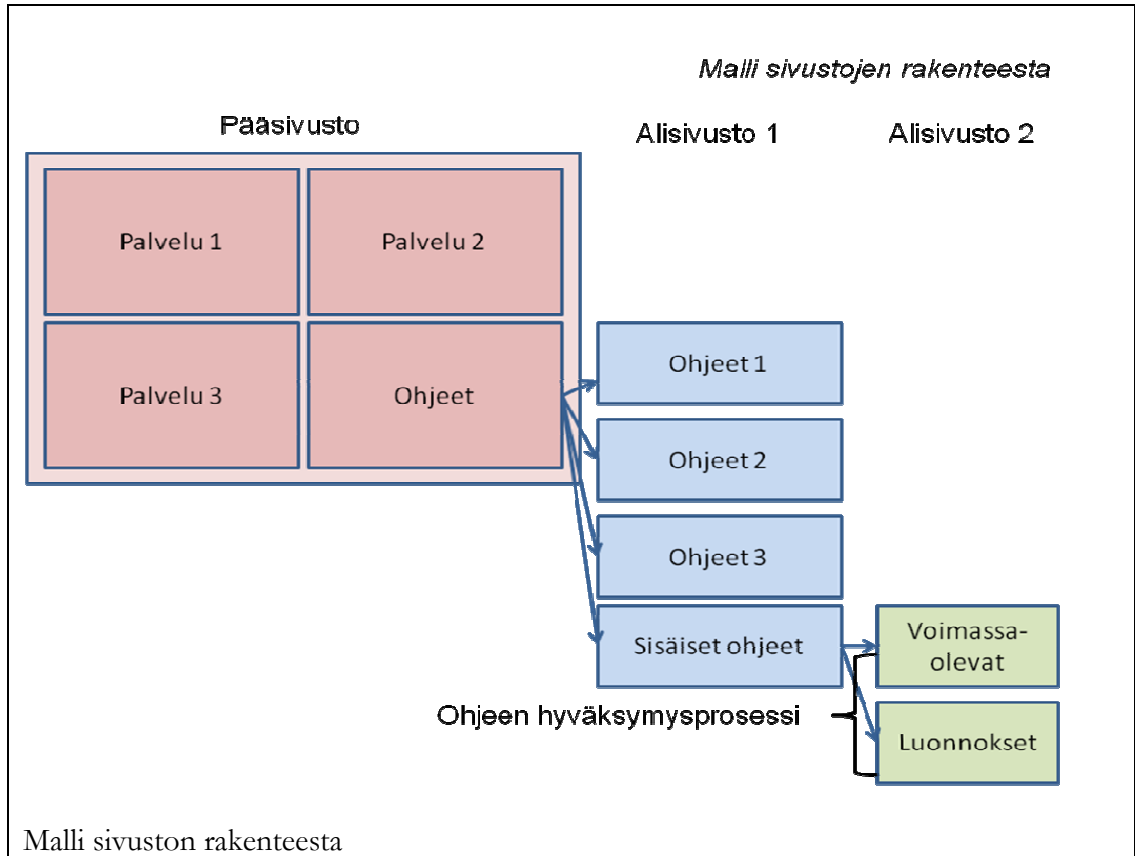 Malli sivustojen rakenteesta
Pääsivusto
Alisivusto 1
Alisivusto 2
Palvelu 1
Palvelu 2
Palvelu 3
Ohjeet
Ohjeet 1
Ohjeet 2
Ohjeet 3
Sisäiset ohjeet
Voimassa-
olevat
Ohjeen hyväksymysprosessi
Luonnokset
Malli sivuston rakenteesta